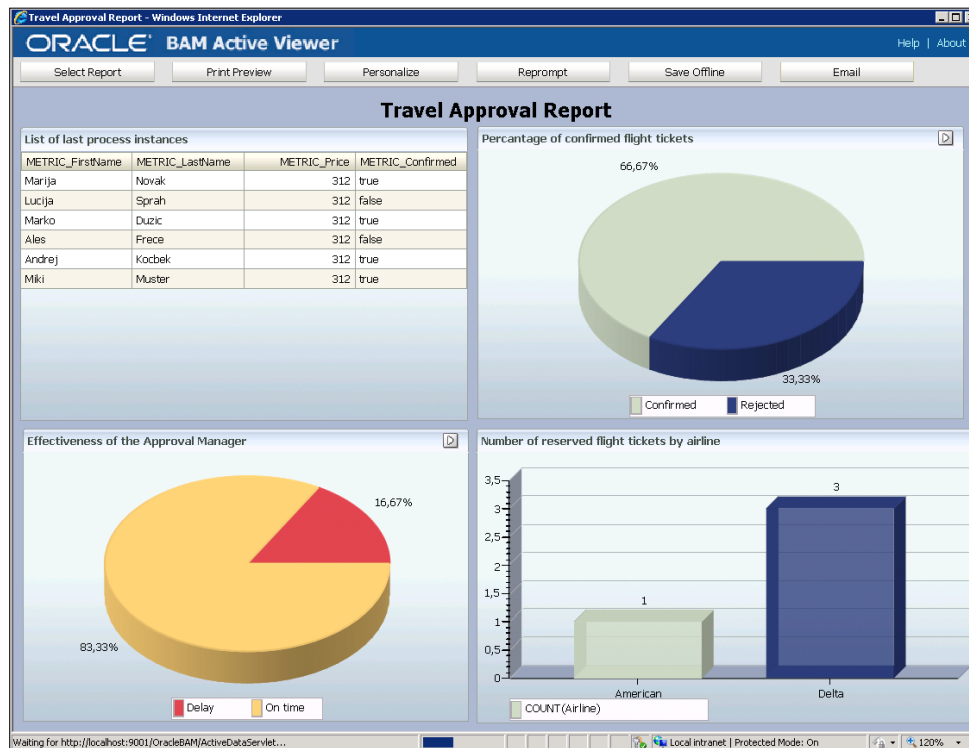 Travel Approval Report - Windows Internet Explorer
ORACLE BAM Active Viewer
Help | About
Select Report Print Preview Personalize Reprompt Save Offline Email
Travel Approval Report
List of last process instances
METRIC_FirstName METRIC_LastName METRIC_Price METRIC_Confirmed
Marija Novak 312 true
Lucija Sprah 312 false
Marko Duzic 312 true
Ales Frece 312 false
Andrej Kocbek 312 true
Miki Muster 312 true
Percantage of confirmed flight tickets
66,67%
33,33%
Confirmed Rejected
Effectiveness of the Approval Manager
16,67%
83,33%
Delay On time
Number of reserved flight tickets by airline
3,5
3
2,5
2
1,5
1
0,5
0
1
3
American Delta
COUNT(Airline)
Waiting for http://localhost:9001/OracleBAM/ActiveDataServlet... Local intranet | Protected Mode: On 120%